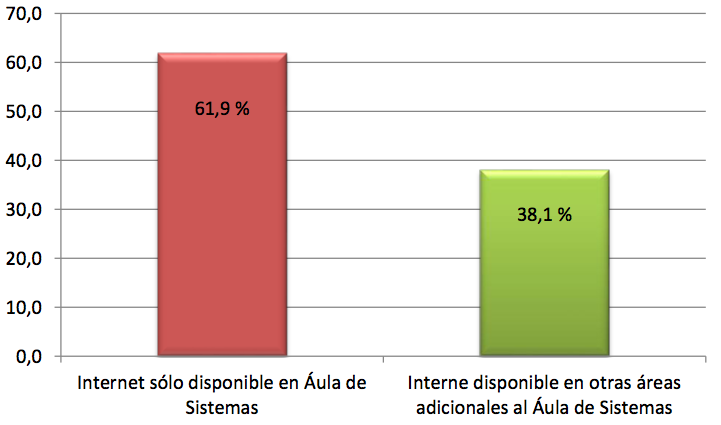 70,0
60,0
50,0
40,0
30,0
20,0
10,0
0,0
61,9 %
38,1 %
Internet sólo disponible en Áula de
Sistemas
Interne disponible en otras áreas
adicionales al Áula de Sistemas